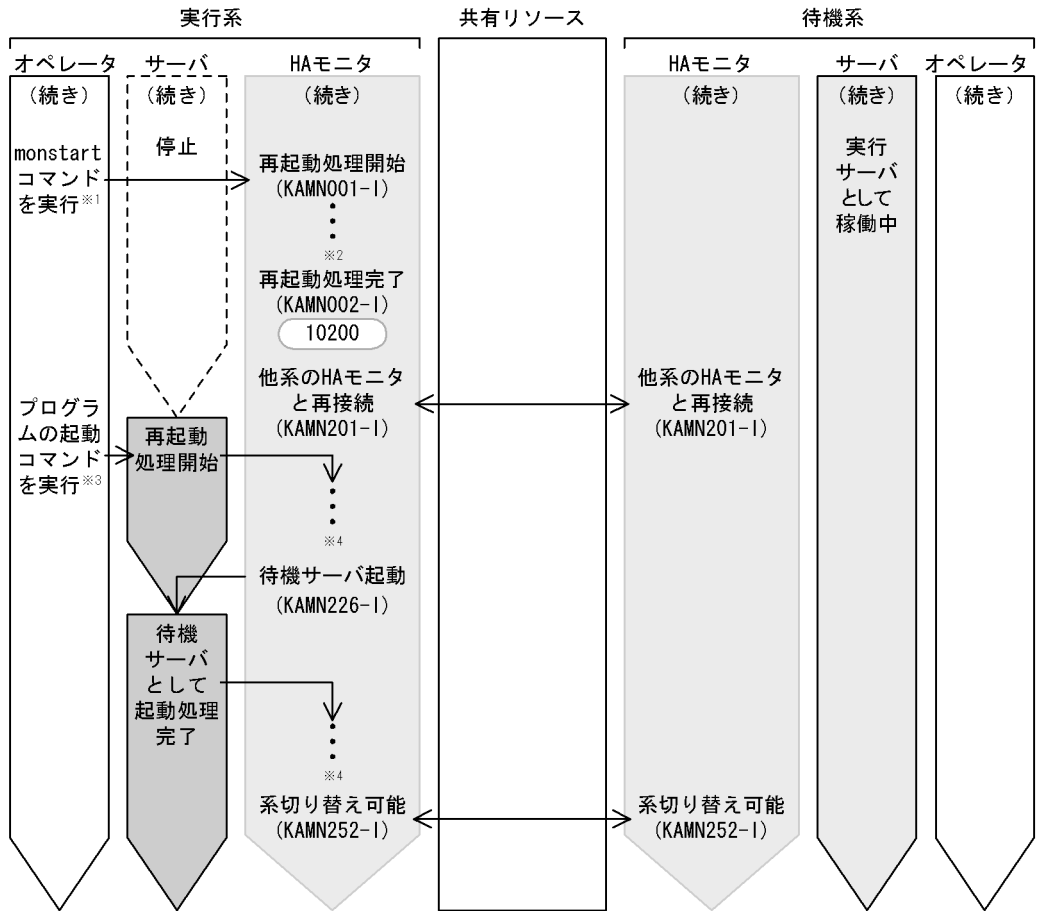 実行系
共有リソース
待機系
オペレータ
サーバ
HAモニタ
HAモニタ
サーバ
オペレータ
(続き)
(続き)
(続き)
(続き)
(続き)
(続き)
monstart
コマンド
を実行※1
停止
再起動処理開始
(KAMN001-I)
※2
再起動処理完了
(KAMN002-I)
10200
実行
サーバ
として
稼働中
他系のHAモニタ
と再接続
(KAMN201-I)
他系のHAモニタ
と再接続
(KAMN201-I)
プログラ
ムの起動
コマンド
を実行※3
再起動
処理開始
※4
待機サーバ起動
(KAMN226-I)
待機
サーバ
として
起動処理
完了
※4
系切り替え可能
(KAMN252-I)
系切り替え可能
(KAMN252-I)